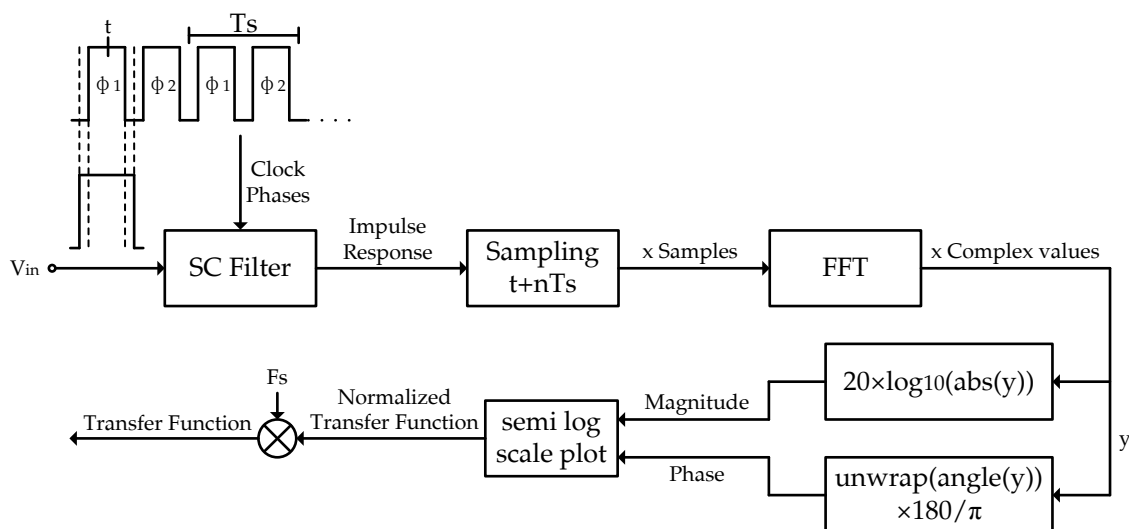 t
Ts
ϕ1
ϕ2
ϕ1
ϕ2
. . . .
Clock
Phases
Vin
SC Filter
Impulse
Response
Sampling
t+nTs
x Samples
FFT
x Complex values
20×log10(abs(y))
Magnitude
y
unwrap(angle(y))
×180/π
Phase
semi log
scale plot
Normalized
Transfer Function
Fs
Transfer Function